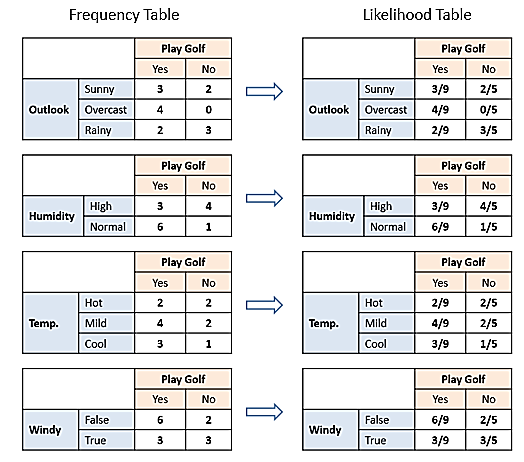 Frequency Table Likelihood Table
Play Golf Play Golf
Yes No Yes No
Sunny 3 2 Sunny 3/9 2/5
Outlook Overcast 4 0 Outlook Overcast 4/9 0/5
Rainy 2 3 Rainy 2/9 3/5
Play Golf Play Golf
Yes No Yes No
Humidity High 3 4 Humidity High 3/9 4/5
Normal 6 1 Normal 6/9 1/5
Play Golf Play Golf
Yes No Yes No
Hot 2 2 Hot 2/9 2/5
Temp. Mild 4 2 Temp. Mild 4/9 2/5
Cool 3 1 Cool 3/9 1/5
Play Golf Play Golf
Yes No Yes No
Windy False 6 2 Windy False 6/9 2/5
True 3 3 True 3/9 3/5